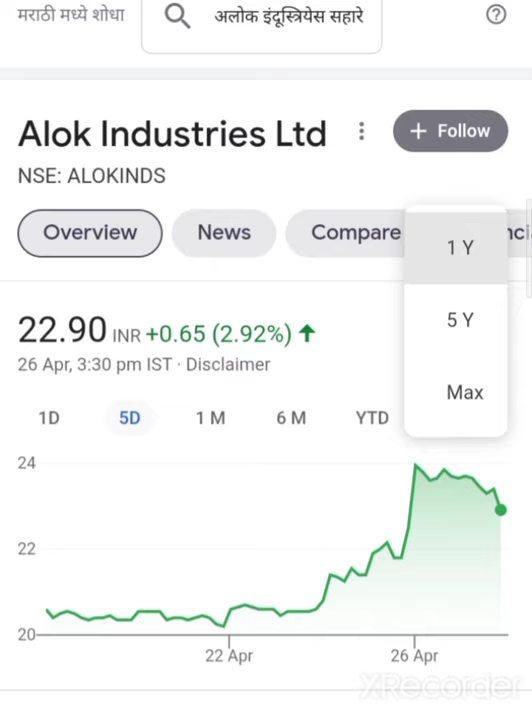 मराठी मध्ये शोधा
अलोक इंदूस्त्रियेस सहारे
Alok Industries Ltd
+ Follow
NSE: ALOKINDS
Overview
News
Compare
1 Y
5 Y
Max
22.90 INR +0.65 (2.92%)
26 Apr, 3:30 pm IST · Disclaimer
1D 5D 1 M 6 M YTD
24
22
20
22 Apr 26 Apr
XRecorder